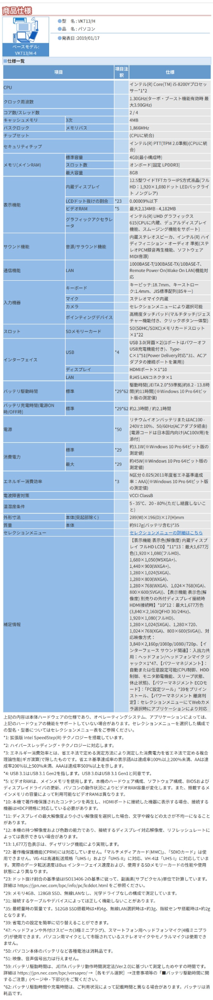 商品仕様
ベースモデル:
VKT13/H-4
●型　名 : VKT13/H
●品　名 : パソコン
●発表日 :2019/01/17
■仕様一覧
項目
項目注
釈
仕様
CPU
インテル(R) Core(TM) i5-8200Yプロセッ
サー*1*2
クロック周波数
1.30GHz(ターボ・ブースト機能有効時 最
大3.90GHz)
コア数/スレッド数
2 / 4
キャッシュメモリ 3次 4MB
バスクロック メモリバス 1,866MHz
チップセット (CPUに統合)
セキュリティチップ
インテル(R) PTT(TPM 2.0準拠)(CPUに統
合)
メモリ(メインRAM)
標準容量 4GB(最小構成時)
スロット数 オンボード[固定 LPDDR3]
最大容量 8GB
表示機能
内蔵ディスプレイ
12.5型ワイドTFTカラーIPS方式液晶(フル
HD：1,920×1,080ドット LEDバックライ
ト ノングレア)
LCDドット抜けの割合 *23 0.00009%以下
ビデオRAM *5 最大2,134MB - 4,182MB
グラフィックアクセラレ
ータ
インテル(R) UHD グラフィックス
615(CPUに内蔵、デュアルディスプレイ
機能、スムージング機能をサポート)
サウンド機能
音源/サラウンド機能
内蔵ステレオスピーカ、インテル(R) ハイ
ディフィニション・オーディオ 準拠(ステ
レオPCM録音再生機能、ソフトウェア
MIDI音源)
通信機能
LAN
1000BASE-T/100BASE-TX/10BASE-T、
Remote Power On(Wake On LAN)機能対
応
入力機器
キーボード
キーピッチ:18.7mm、キーストロー
ク:1.4mm、JIS標準配列(85キー)
マイク ステレオマイク内蔵
カメラ セレクションメニューにより選択可能
ポインティングデバイス
高精度タッチパッド(マルチタッチ/ジェス
チャー機能付き、クリックボタン一体型)
スロット
SDメモリーカード
SD(SDHC/SDXC)メモリカードスロット
×1*22
インターフェイス
USB
*4
USB 3.0(背面×2)(1ポートはパワーオフ
USB充電機能付き)、Type-
C×1*51(Power Delivery対応*31、ACア
ダプタの接続ポートを兼用))
ディスプレイ HDMIポート×1*10
LAN RJ45 LANコネクタ×1
バッテリ駆動時間
標準
*29*62
駆動時間(JEITA 2.0*59準拠)約8.2 - 13.8時
間(約11時間)(※Windows 10 Pro 64ビッ
ト版の測定値)
バッテリ充電時間(電源ON
時/OFF時)
標準 *29*62 約2.3時間 / 約2.1時間
電源
*50
リチウムイオンバッテリまたはAC100 -
240V±10%、50/60Hz(ACアダプタ経由)
[電源コードは日本国内向け(AC100V用)を
添付]
消費電力
標準 *29
約3.1W(※Windows 10 Pro 64ビット版の
測定値)
最大 *29
約45W(※Windows 10 Pro 64ビット版の
測定値)
エネルギー消費効率
*3
N区分 0.025(2011年度省エネ基準達成
率：AAA)(※Windows 10 Pro 64ビット版
の測定値)
電波障害対策 VCCI ClassB
温湿度条件
5 - 35℃、20 - 80%(ただし結露しないこ
と)
外形寸法 本体(突起部除く) 289(W)×196(D)×17(H)mm
質量 本体 約917g(バッテリ含む)*35
セレクションメニュー セレクションメニューの詳細はこちら
補足情報
【表示機能 表示色(解像度) 内蔵ディスプ
レイ フルHD LCD】*11*13：最大1,677万
色(1,920×1,080(フルHD)、
1,680×1,050(WSXGA+)、
1,440×900(WXGA+)、
1,280×1,024(SXGA)、
1,280×800(WXGA)、
1,280×768(WXGA)、1,024×768(XGA)、
800×600(SVGA))、【表示機能 表示色(解
像度) 別売りの外付ディスプレイ接続時
HDMI接続時】*10*12：最大1,677万色
(3,840×2,160(QFHD 30/24Hz)、
1,920×1,080(フルHD)、
1,280×1,024(SXGA)、1,280×720、
1,024×768(XGA)、800×600(SVGA))、対
応映像方式：
3,840×2,160p/1080p/1080i/720p、【イ
ンターフェース サウンド関連】：入出力共
用：ヘッドフォン/ヘッドフォンマイク ジ
ャック×1*47、【パワーマネジメント】：
自動または任意設定可能(CPU制御、HDD
制御、モニタ節電機能、スリープ状態、
休止状態)、【パワーマネジメント ECOモ
ード】：「PC設定ツール」*39をプリイン
ストール、【パワーマネジメント 離席判
定】：セレクションメニューにてWebカメ
ラ選択時にアプリケーションにより対応
上記の内容は本体ハードウェアの仕様であり、オペレーティングシステム、アプリケーションによっては、
上記のハードウェアの機能をサポートしていない場合があります。セレクションメニューを選択した構成で
の型名・型番についてはセレクションメニュー表をご参照ください。
*1: 拡張版 Intel SpeedStep(R) テクノロジーを搭載しています。
*2: ハイパースレッディング・テクノロジーに対応します。
*3: エネルギー消費効率とは、省エネ法で定める測定方法により測定した消費電力を省エネ法で定める複合
理論性能(ギガ演算)で除したものです。省エネ基準達成率の表示語Aは達成率100%以上200%未満、AAは達
成率200%以上500%未満、AAAは達成率500%以上を示します。
*4: USB 3.1はUSB 3.1 Gen2を指します。USB 3.0はUSB 3.1 Gen1と同意です。
*5: ビデオRAMは、メインメモリを使用します。本機のハードウェア構成、ソフトウェア構成、BIOSおよび
ディスプレイドライバの更新、パソコンの動作状況によりビデオRAM容量が変化します。また、搭載するメ
インメモリの容量によって利用可能なビデオRAMは異なります。
*10: 本機で著作権保護されたコンテンツを再生し、HDMIポートに接続した機器に表示する場合、接続する
機器はHDCP規格に対応している必要があります。
*11: ディスプレイの最大解像度より小さい解像度を選択した場合、文字や線などの太さが不均一になること
があります。
*12: 本機の持つ解像度および色数の能力であり、接続するディスプレイ対応解像度、リフレッシュレートに
よっては表示できない場合があります。
*13: 1,677万色表示は、ディザリング機能により実現します。
*22: 著作権保護機能(CPRM)には対応していません。「マルチメディアカード(MMC)」、「SDIOカード」は使
用できません。VG-4は高速転送規格「UHS-I」および「UHS-II」に対応、VH-4は「UHS-I」に対応していま
す。実際のデータ転送速度はBus インターフェイス速度および、使用するSDメモリーカードの性能や使用
状態により異なります。
*23: ドット抜け割合の基準値はISO13406-2の基準に従って、副画素(サブピクセル)単位で計算しています。
詳細は https://jpn.nec.com/bpc/info/pc/lcddot.html をご参照ください。
*29: メモリ4GB、128GB SSD、無線LANなし、光学ドライブなしの構成で測定しています。
*31: 接続するケーブルやデバイスによっては正しく機能しないことがあります。
*35: 最軽量時の質量です。512GB SSD搭載時は+約4g、無線LAN選択時は+約3g、指紋センサ搭載時は+約2g
となります。
*39: 省電力の設定を簡単に切り替えることができます。
*47: ヘッドフォンや外付けスピーカ(3極ミニプラグ)、スマートフォン用ヘッドフォンマイク(4極ミニプラ
グ)が使用できます。パソコン用マイクとして市販されているステレオマイクやモノラルマイクは使用でき
ません。
*50: パソコン本体のバッテリなど各種電池は消耗品です。
*51: 映像、音声信号出力は行えません。
*59: バッテリ駆動時間は、JEITA バッテリ動作時間測定法(Ver.2.0)に基づいて測定しためやすの時間です。
詳細は https://jpn.nec.com/bpc/versapro/ → ［各モデル選択］→注意事項等の「■バッテリ駆動時間に関
するご注意」(ページ中 - 下部分)をご覧ください。
*62: バッテリ駆動時間や充電時間は、ご利用状況によって記載時間と異なる場合があります。バッテリは消
耗品です。